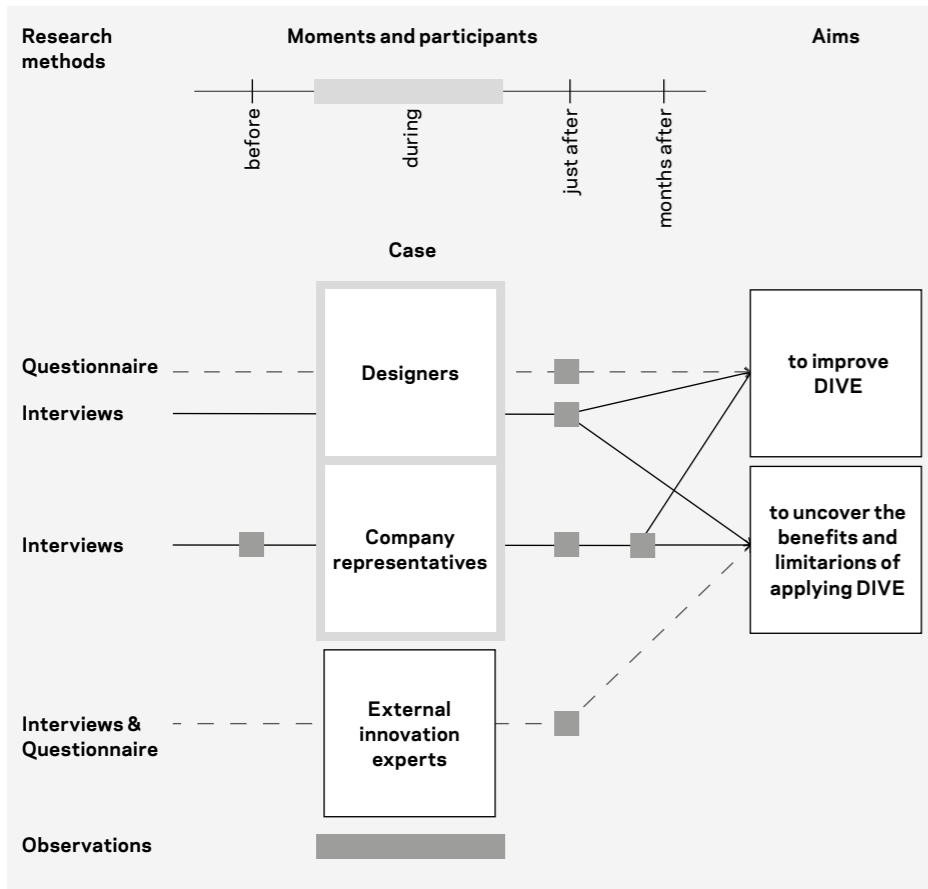 Research
methods
Moments and participants
Aims
before
during
just after
months after
Case
Questionnaire
Interviews
Designers
to improve
DIVE
Interviews
Company
representatives
to uncover the
benefits and
limitarions of
applying DIVE
Interviews &
Questionnaire
External
innovation
experts
Observations